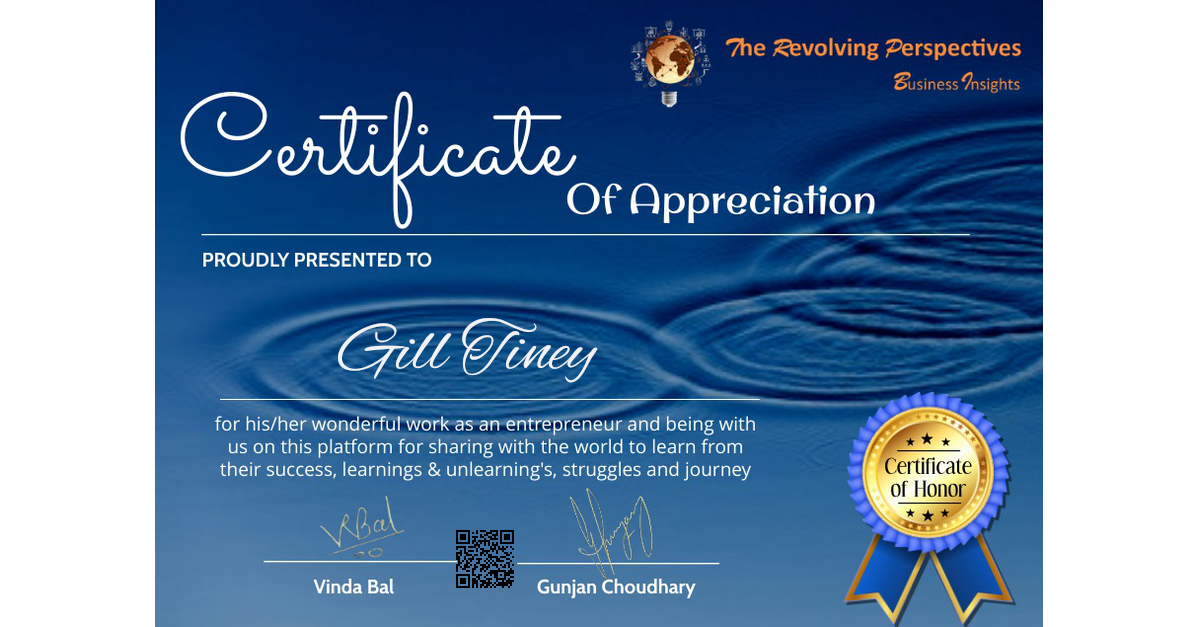 The Revolving Perspectives
Business Insights
Certificate
Of Appreciation
PROUDLY PRESENTED TO
Gill Tiney
for his/her wonderful work as an entrepreneur and being with
us on this platform for sharing with the world to learn from
their success, learnings & unlearning's, struggles and journey
Certificate
of Honor
VRBal
Vinda Bal
Gunjan Choudhary